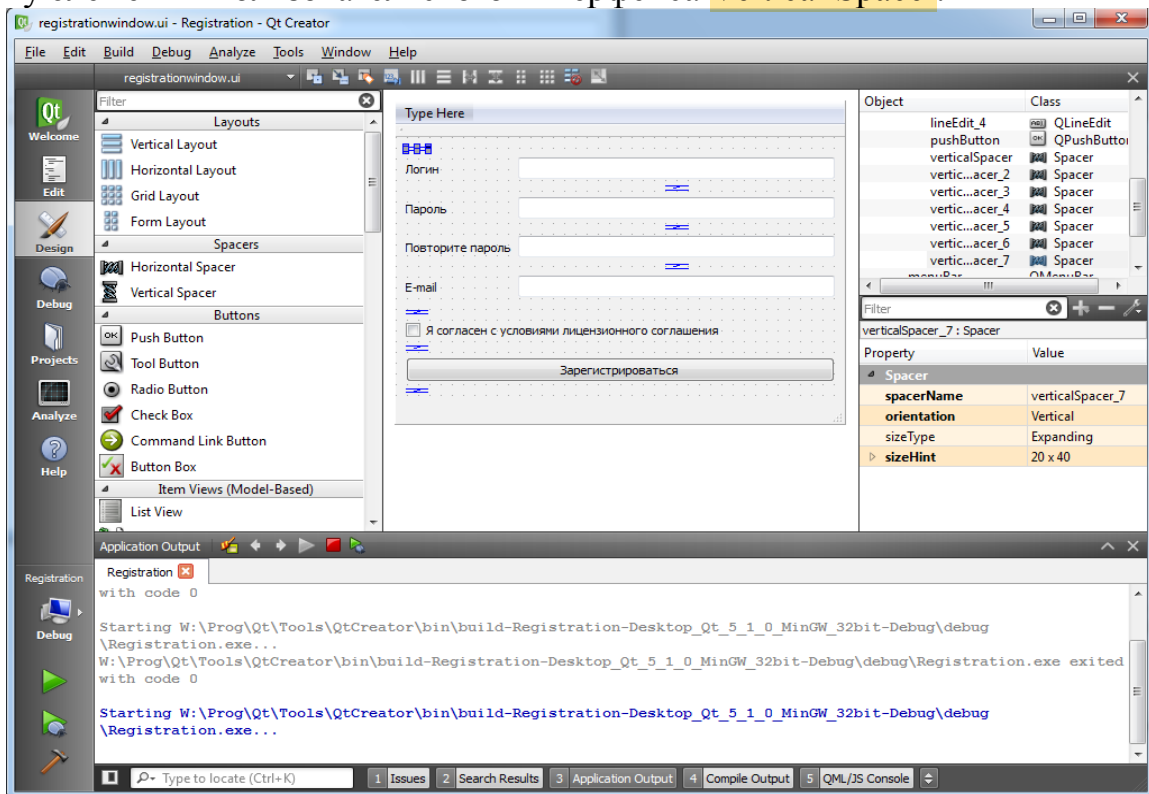 Vertical Spacer
registrationwindow.ui - Registration - Qt Creator
File Edit Build Debug Analyze Tools Window Help
registrationwindow.ui
Welcome
Edit
Design
Debug
Projects
Analyze
Help
Registration
Debug
Filter
Layouts
Vertical Layout
Horizontal Layout
Grid Layout
Form Layout
Spacers
Horizontal Spacer
Vertical Spacer
Buttons
OK Push Button
Tool Button
Radio Button
Check Box
Command Link Button
Button Box
Item Views (Model-Based)
List View
Type Here
Логин
Пароль
Повторите пароль
E-mail
Я согласен с условиями лицензионного соглашения
Зарегистрироваться
Object Class
lineEdit_4 QLineEdit
pushButton QPushButton
verticalSpacer Spacer
vertic...acer_2 Spacer
vertic...acer_3 Spacer
vertic...acer_4 Spacer
vertic...acer_5 Spacer
vertic...acer_6 Spacer
vertic...acer_7 Spacer
menuBar QMenuBar
Filter
verticalSpacer_7 : Spacer
Property Value
Spacer
spacerName verticalSpacer_7
orientation Vertical
sizeType Expanding
sizeHint 20 x 40
Application Output
Registration
with code 0
Starting W:\Prog\Qt\Tools\QtCreator\bin\build-Registration-Desktop_Qt_5_1_0_MinGW_32bit-Debug\debug
\Registration.exe...
W:\Prog\Qt\Tools\QtCreator\bin\build-Registration-Desktop_Qt_5_1_0_MinGW_32bit-Debug\debug\Registration.exe exited
with code 0
Starting W:\Prog\Qt\Tools\QtCreator\bin\build-Registration-Desktop_Qt_5_1_0_MinGW_32bit-Debug\debug
\Registration.exe...
Type to locate (Ctrl+K) 1 Issues 2 Search Results 3 Application Output 4 Compile Output 5 QML/JS Console